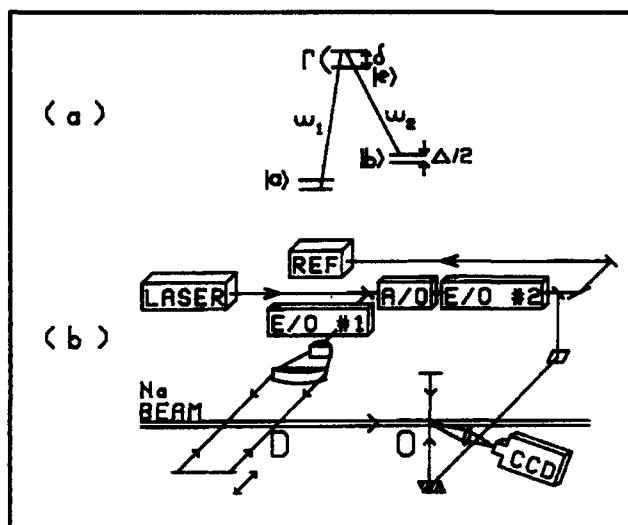 (a)
Γ ( δ
|e⟩
ω₁ ω₂
|b⟩ Δ/2
|a⟩
(b)
REF
LASER A/O E/O #2
E/O #1
Na
BEAM
CCD